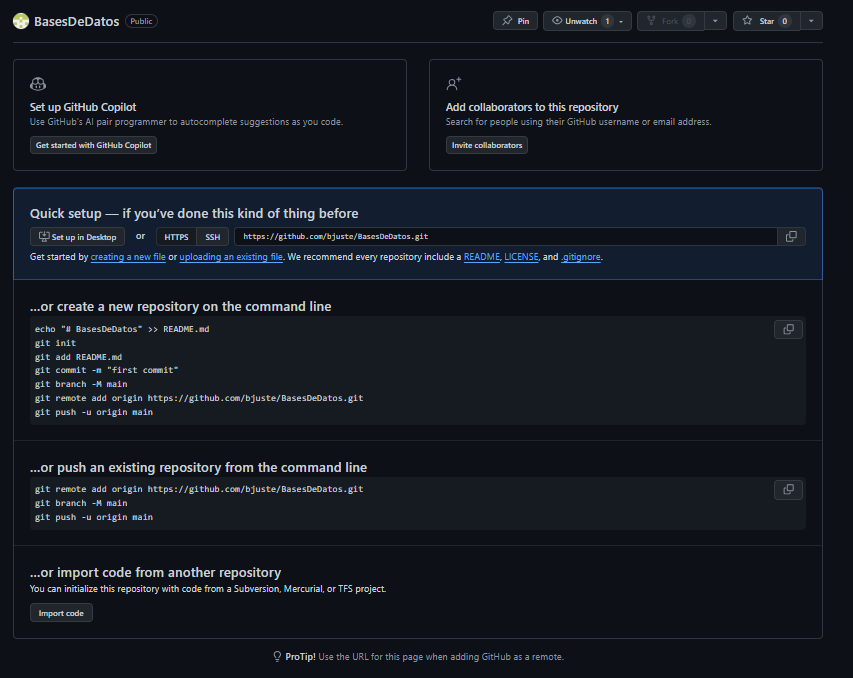 BasesDeDatos Public Pin Unwatch 1 Fork 0 Star 0
Set up GitHub Copilot
Use GitHub's AI pair programmer to autocomplete suggestions as you code.
Get started with GitHub Copilot
Add collaborators to this repository
Search for people using their GitHub username or email address.
Invite collaborators
Quick setup — if you've done this kind of thing before
Set up in Desktop or HTTPS SSH https://github.com/bjuste/BasesDeDatos.git
Get started by creating a new file or uploading an existing file. We recommend every repository include a README, LICENSE, and .gitignore.
...or create a new repository on the command line
echo "# BasesDeDatos" >> README.md
git init
git add README.md
git commit -m "first commit"
git branch -M main
git remote add origin https://github.com/bjuste/BasesDeDatos.git
git push -u origin main
...or push an existing repository from the command line
git remote add origin https://github.com/bjuste/BasesDeDatos.git
git branch -M main
git push -u origin main
...or import code from another repository
You can initialize this repository with code from a Subversion, Mercurial, or TFS project.
Import code
ProTip! Use the URL for this page when adding GitHub as a remote.